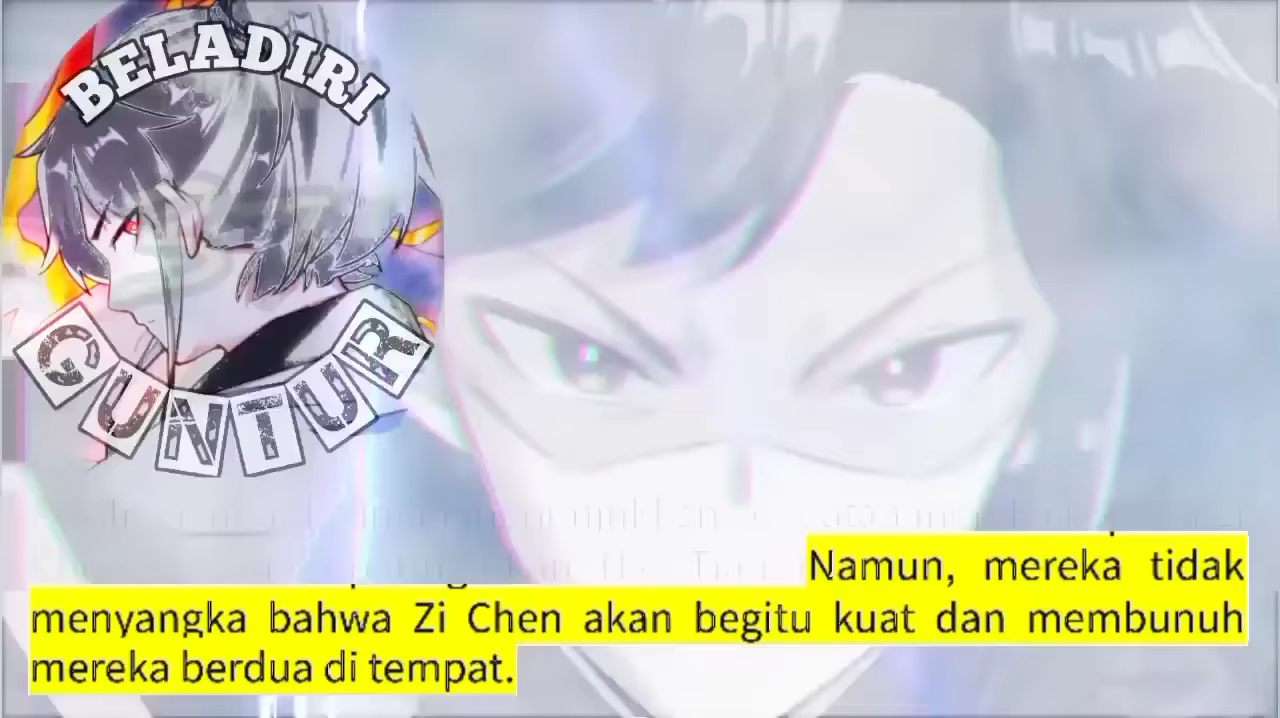 BELADIRI
GUNTUR
Namun, mereka tidak
menyangka bahwa Zi Chen akan begitu kuat dan membunuh
mereka berdua di tempat.